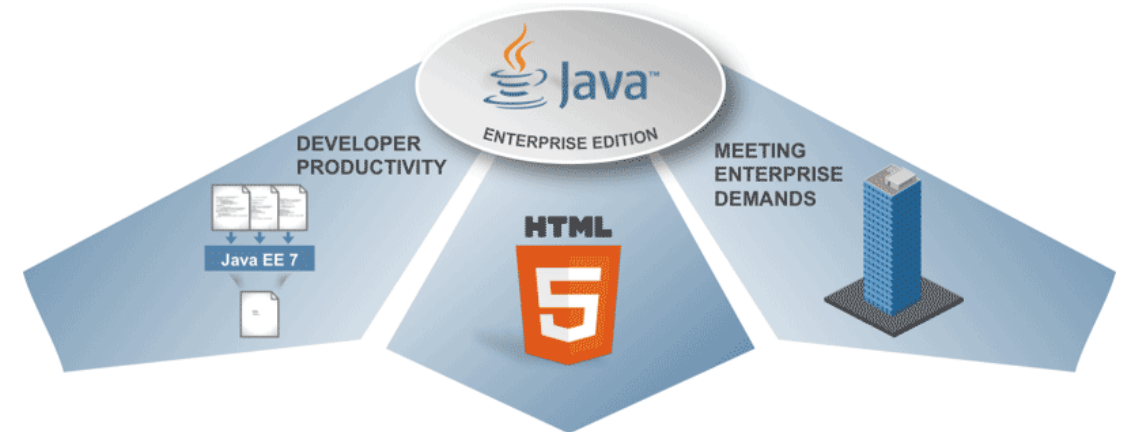 Java™
ENTERPRISE EDITION
DEVELOPER
PRODUCTIVITY
Java EE 7
HTML
5
MEETING
ENTERPRISE
DEMANDS